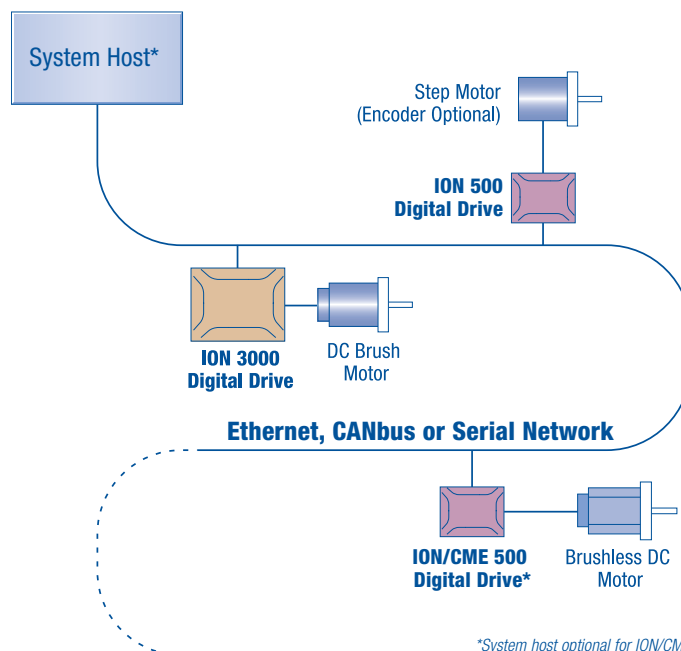 System Host*
Step Motor
(Encoder Optional)
ION 500
Digital Drive
ION 3000
Digital Drive
DC Brush
Motor
Ethernet, CANbus or Serial Network
ION/CME 500
Digital Drive*
Brushless DC
Motor
*System host optional for ION/CM